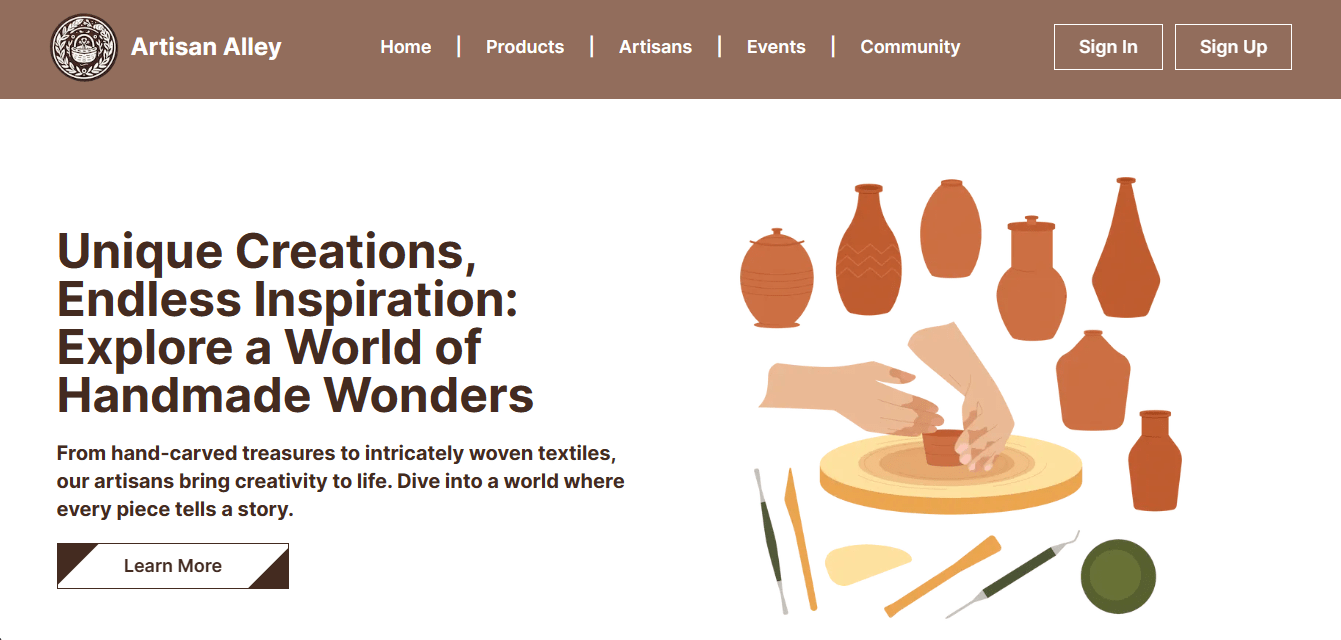 Artisan Alley
Home | Products | Artisans | Events | Community
Sign In
Sign Up
Unique Creations,
Endless Inspiration:
Explore a World of
Handmade Wonders
From hand-carved treasures to intricately woven textiles,
our artisans bring creativity to life. Dive into a world where
every piece tells a story.
Learn More